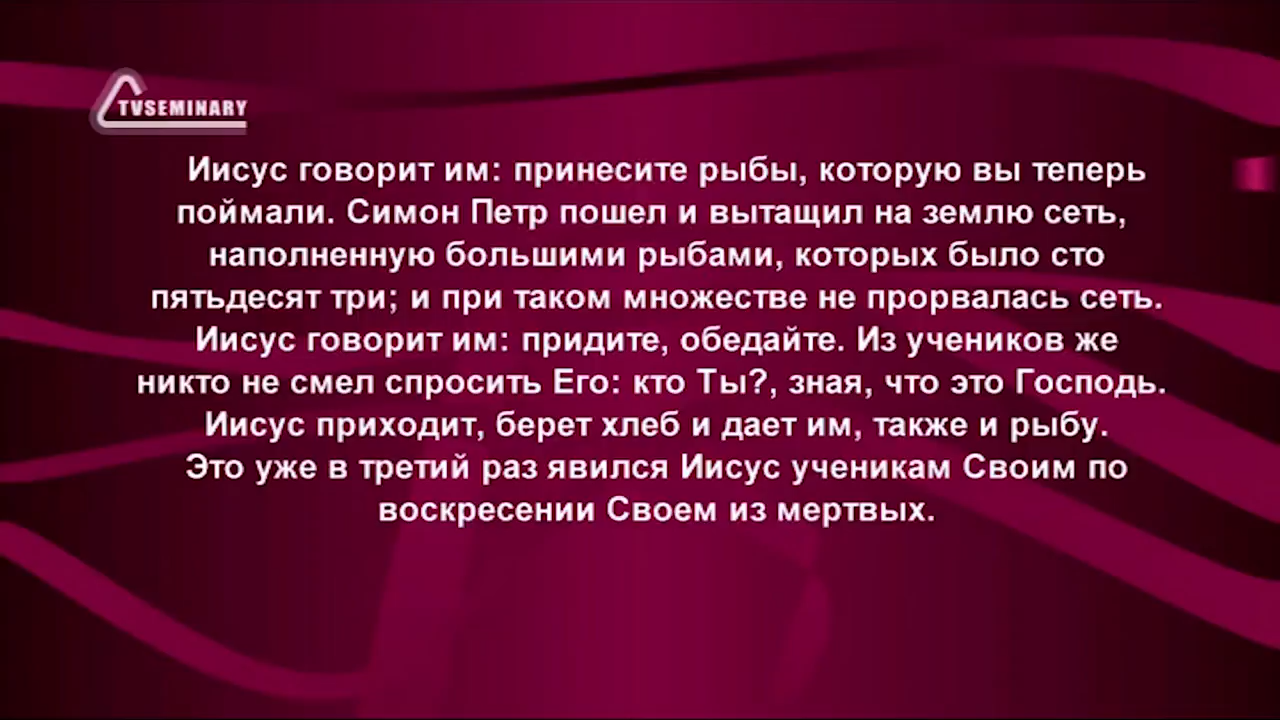 TVSEMINARY
Иисус говорит им: принесите рыбы, которую вы теперь
поймали. Симон Петр пошел и вытащил на землю сеть,
наполненную большими рыбами, которых было сто
пятьдесят три; и при таком множестве не прорвалась сеть.
Иисус говорит им: придите, обедайте. Из учеников же
никто не смел спросить Его: кто Ты?, зная, что это Господь.
Иисус приходит, берет хлеб и дает им, также и рыбу.
Это уже в третий раз явился Иисус ученикам Своим по
воскресении Своем из мертвых.